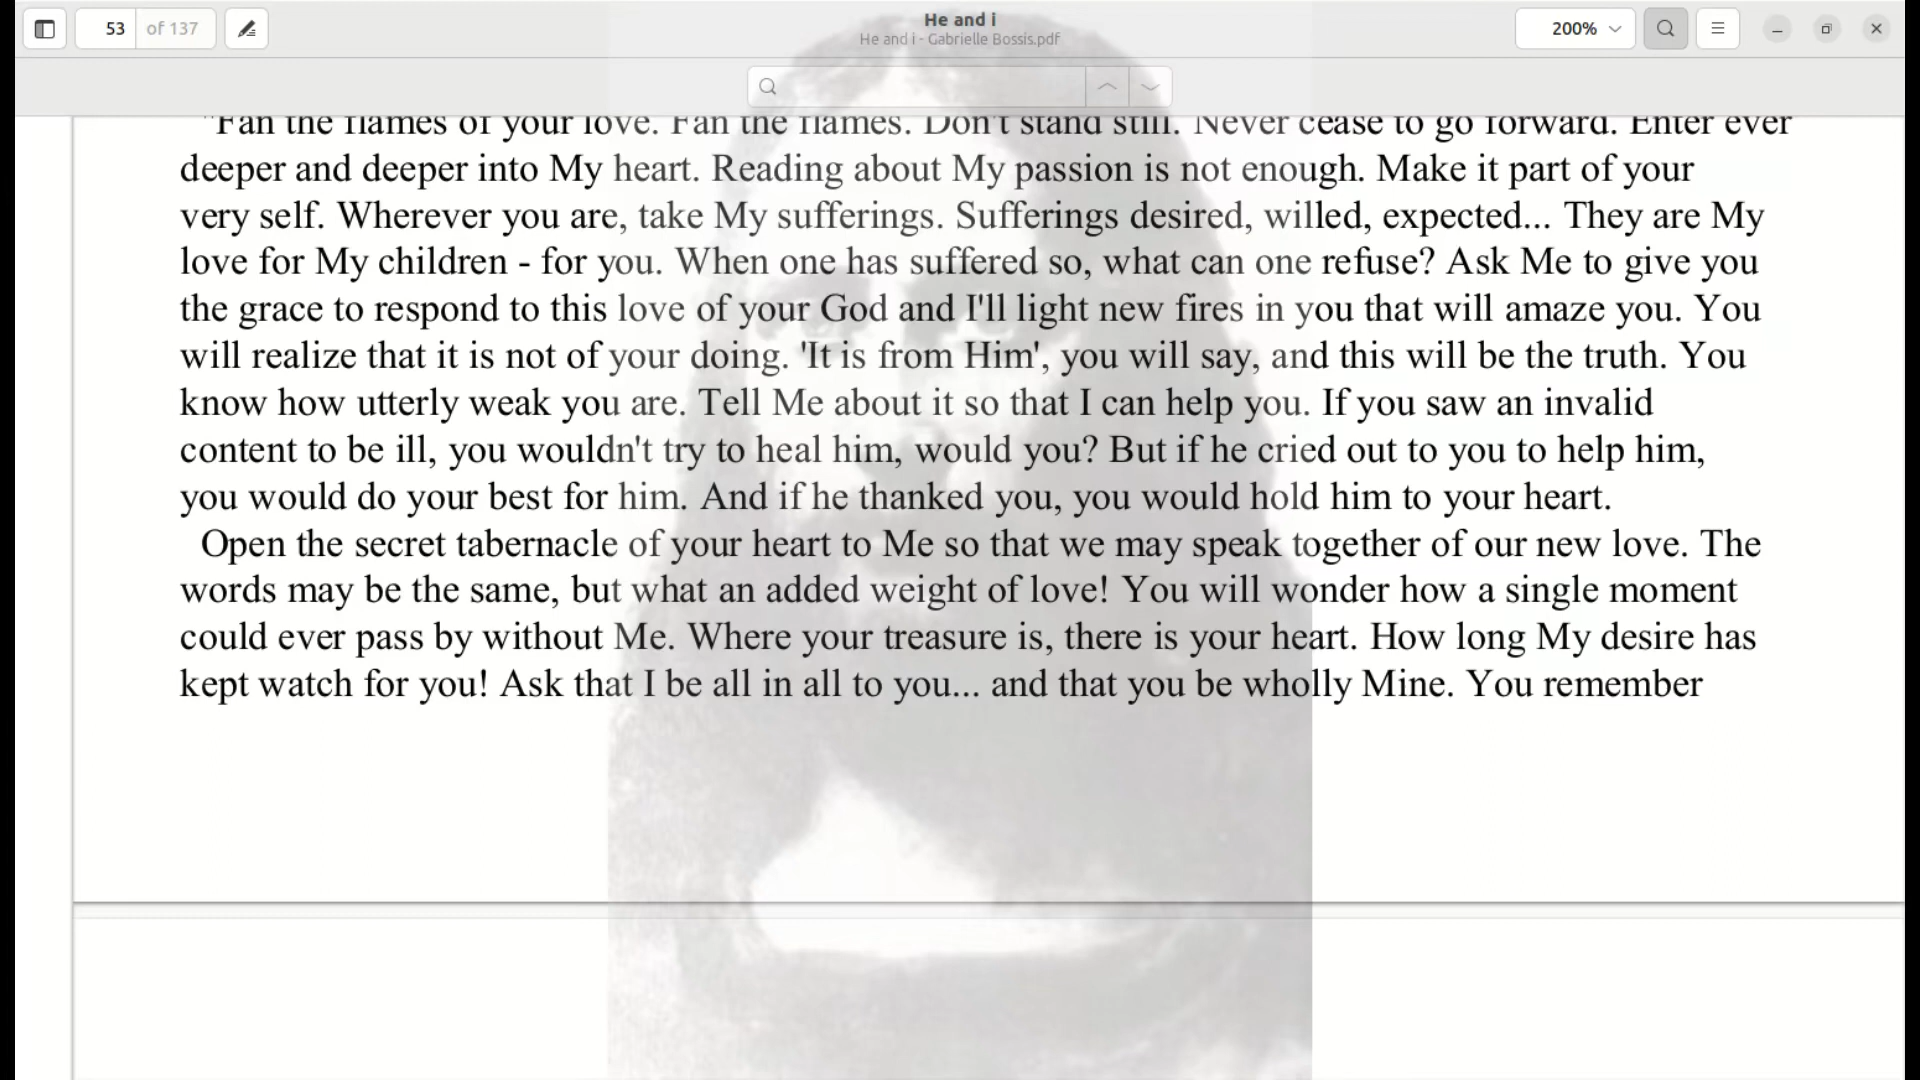 53 of 137
He and i
He and i - Gabrielle Bossis.pdf
200%
"Fan the flames of your love. Fan the flames. Don't stand still. Never cease to go forward. Enter ever
deeper and deeper into My heart. Reading about My passion is not enough. Make it part of your
very self. Wherever you are, take My sufferings. Sufferings desired, willed, expected... They are My
love for My children - for you. When one has suffered so, what can one refuse? Ask Me to give you
the grace to respond to this love of your God and I'll light new fires in you that will amaze you. You
will realize that it is not of your doing. 'It is from Him', you will say, and this will be the truth. You
know how utterly weak you are. Tell Me about it so that I can help you. If you saw an invalid
content to be ill, you wouldn't try to heal him, would you? But if he cried out to you to help him,
you would do your best for him. And if he thanked you, you would hold him to your heart.
Open the secret tabernacle of your heart to Me so that we may speak together of our new love. The
words may be the same, but what an added weight of love! You will wonder how a single moment
could ever pass by without Me. Where your treasure is, there is your heart. How long My desire has
kept watch for you! Ask that I be all in all to you... and that you be wholly Mine. You remember